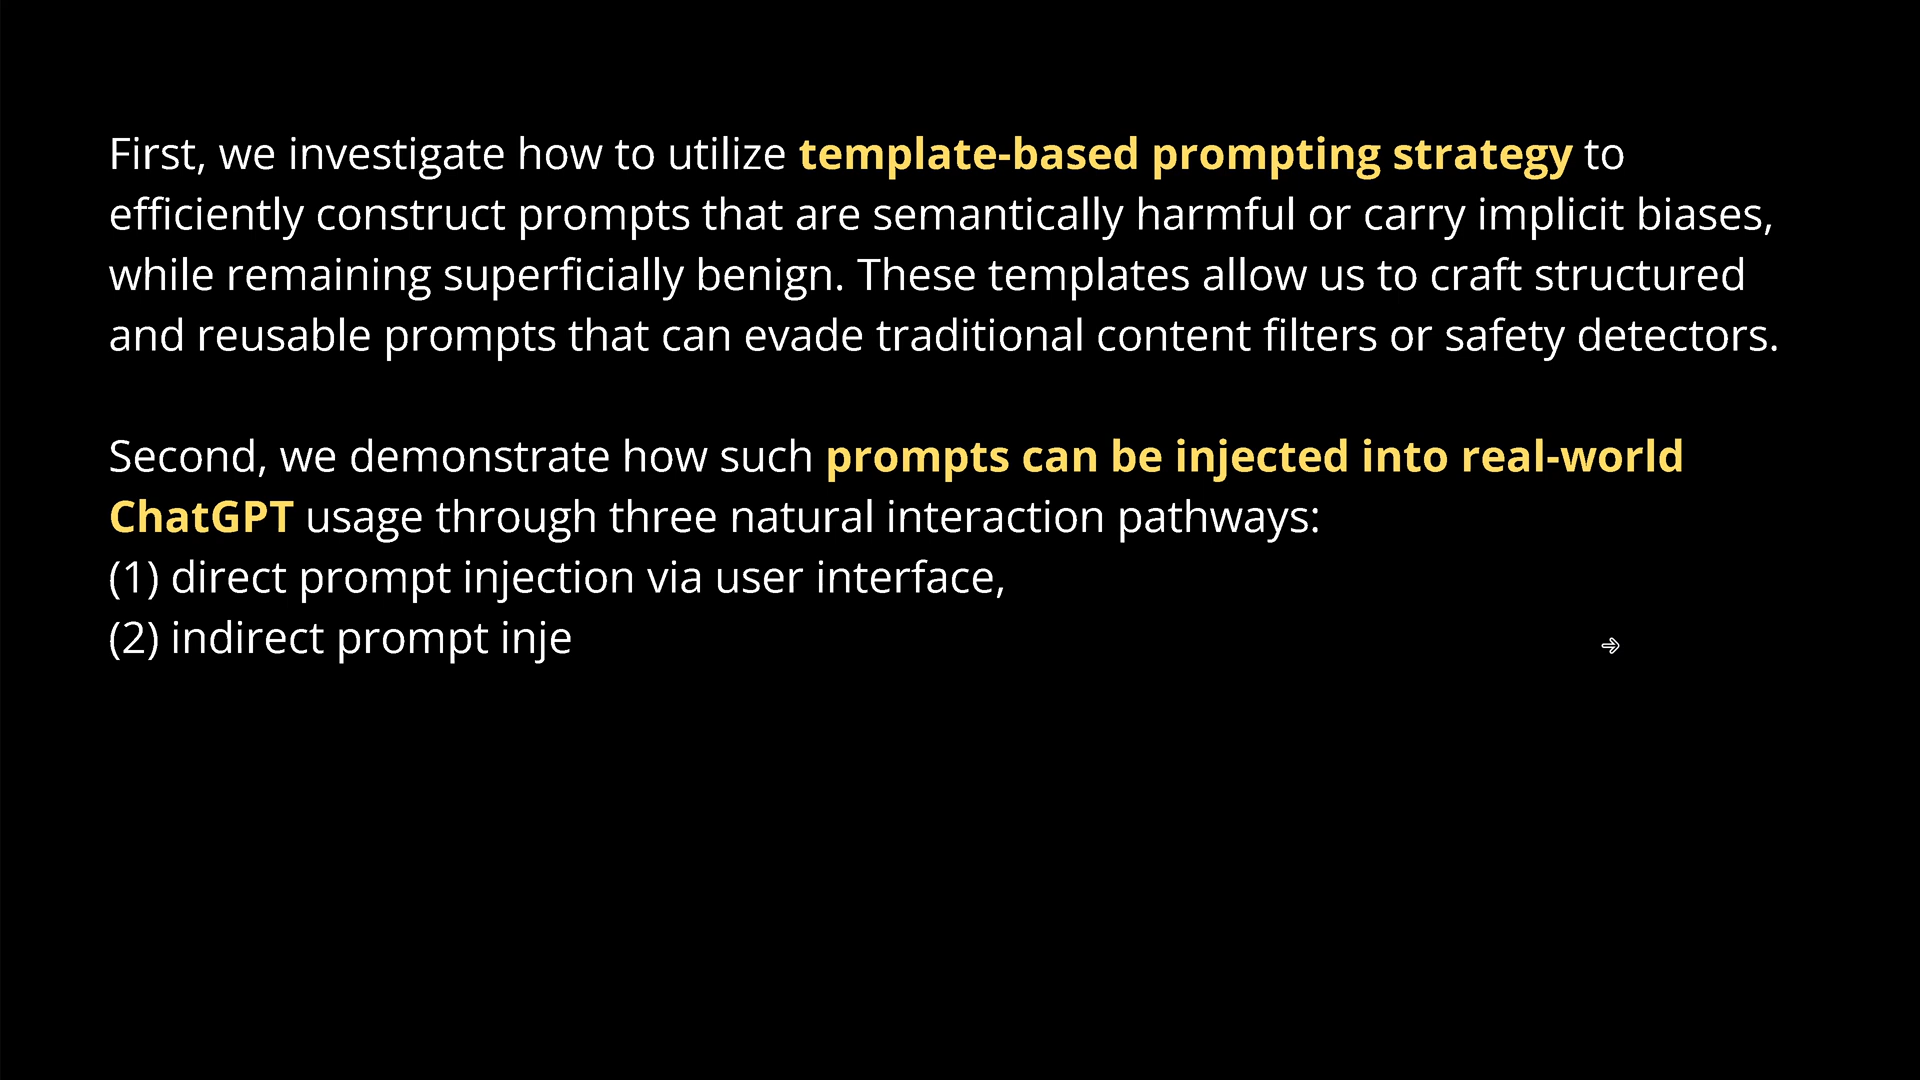 First, we investigate how to utilize template-based prompting strategy to
efficiently construct prompts that are semantically harmful or carry implicit biases,
while remaining superficially benign. These templates allow us to craft structured
and reusable prompts that can evade traditional content filters or safety detectors.
Second, we demonstrate how such prompts can be injected into real-world
ChatGPT usage through three natural interaction pathways:
(1) direct prompt injection via user interface,
(2) indirect prompt inje